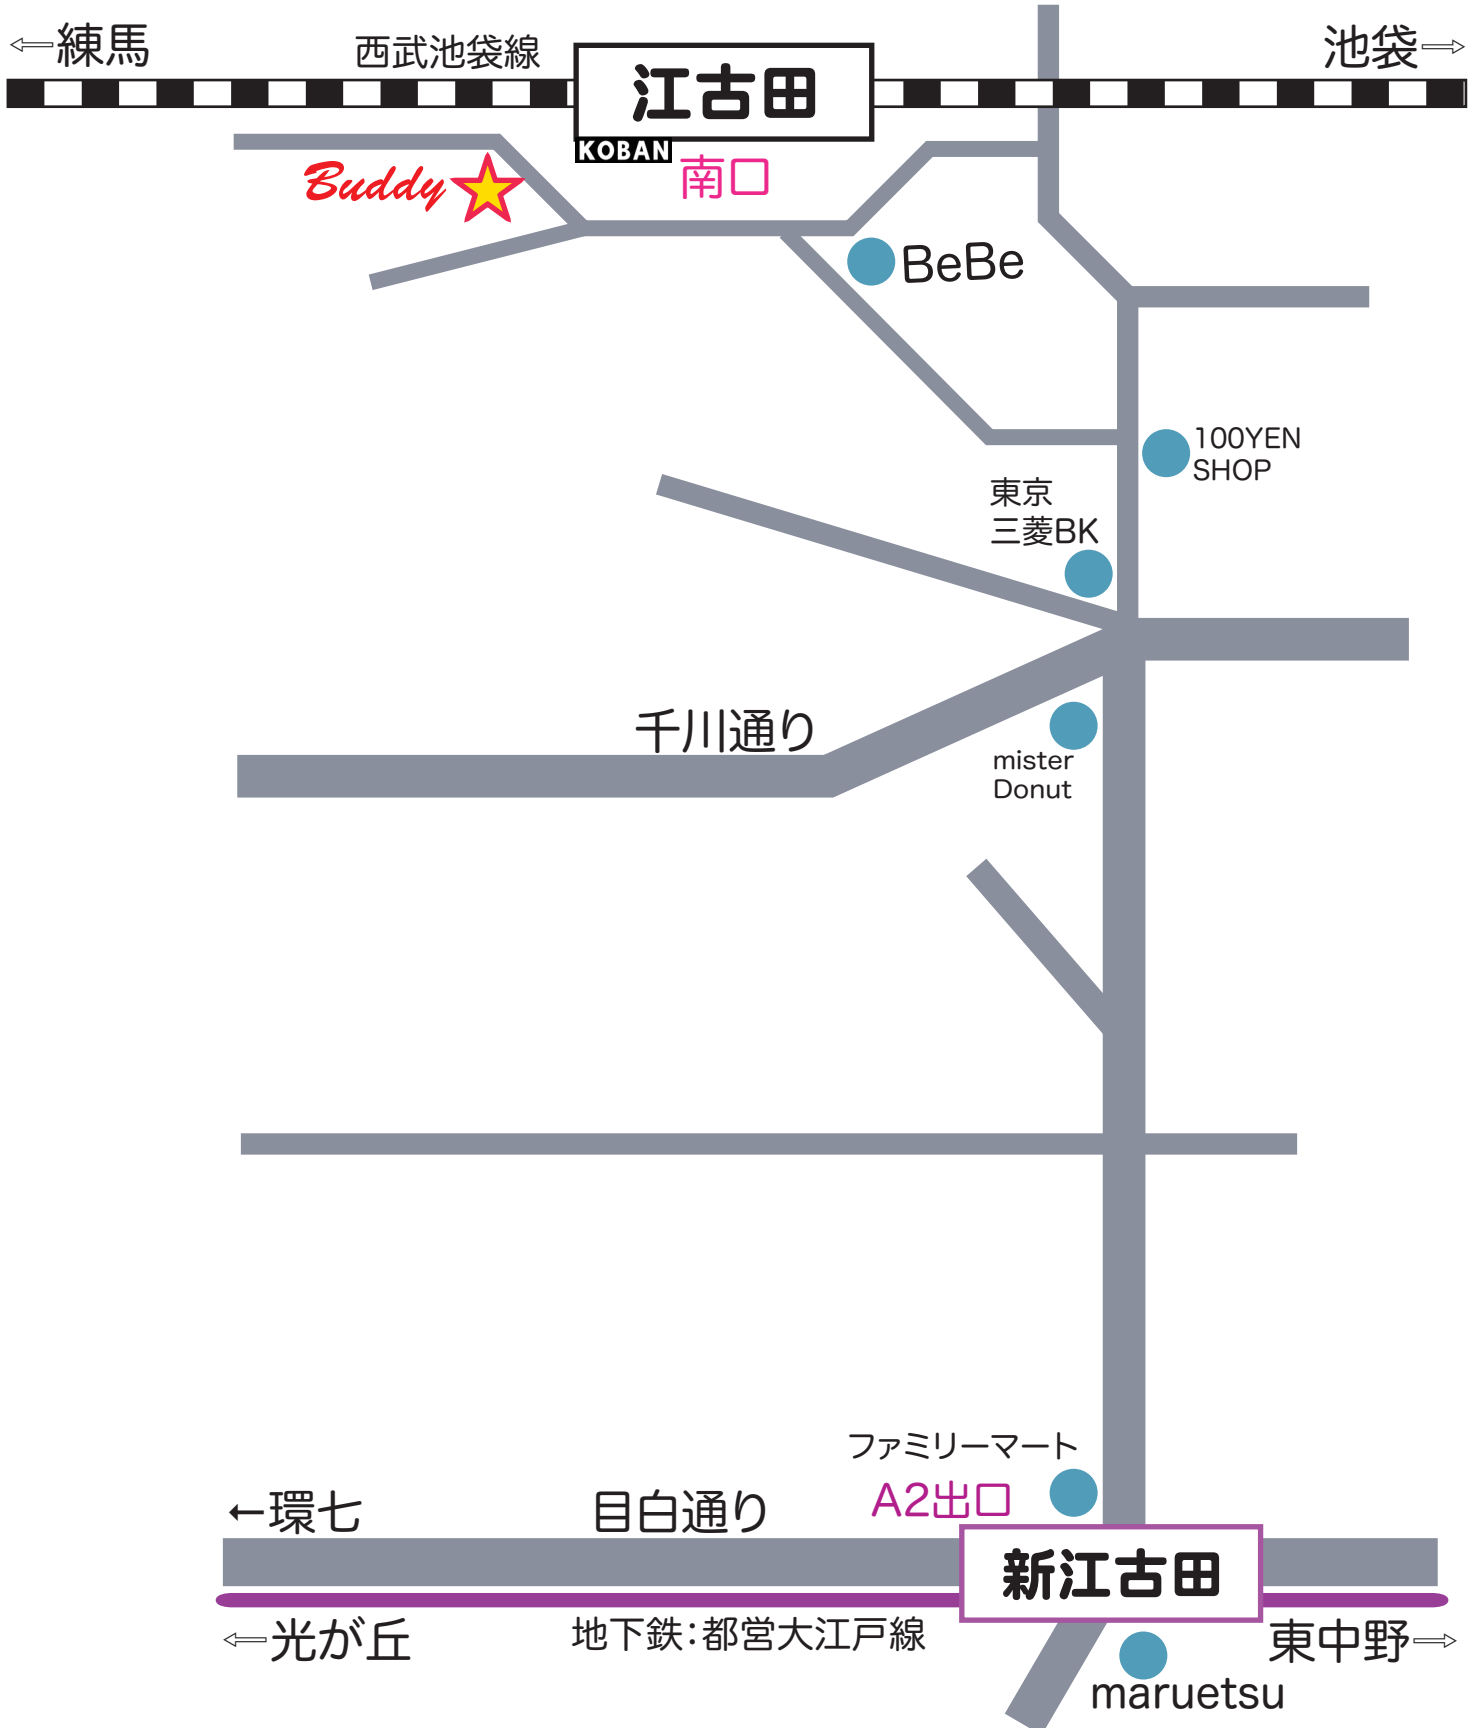 ⇐練馬
西武池袋線
江古田
池袋⇒
KOBAN
南口
Buddy
BeBe
100YEN
SHOP
東京
三菱BK
千川通り
mister
Donut
ファミリーマート
A2出口
←環七
目白通り
新江古田
⇐光が丘
地下鉄:都営大江戸線
東中野⇒
maruetsu